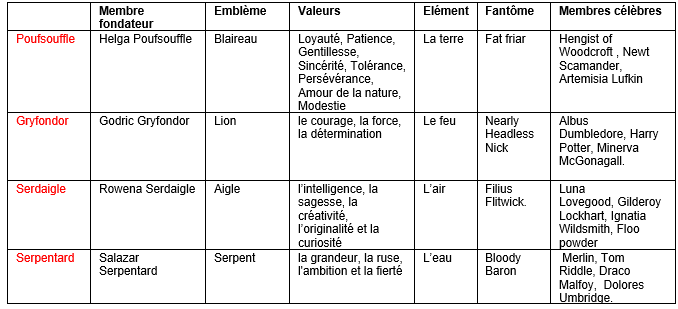 Membre fondateur | Emblème | Valeurs | Elément | Fantôme | Membres célèbres
Poufsouffle | Helga Poufsouffle | Blaireau | Loyauté, Patience, Gentillesse, Sincérité, Tolérance, Persévérance, Amour de la nature, Modestie | La terre | Fat friar | Hengist of Woodcroft , Newt Scamander, Artemisia Lufkin
Gryfondor | Godric Gryfondor | Lion | le courage, la force, la détermination | Le feu | Nearly Headless Nick | Albus Dumbledore, Harry Potter, Minerva McGonagall.
Serdaigle | Rowena Serdaigle | Aigle | l’intelligence, la sagesse, la créativité, l’originalité et la curiosité | L’air | Filius Flitwick. | Luna Lovegood, Gilderoy Lockhart, Ignatia Wildsmith, Floo powder
Serpentard | Salazar Serpentard | Serpent | la grandeur, la ruse, l'ambition et la fierté | L’eau | Bloody Baron | Merlin, Tom Riddle, Draco Malfoy, Dolores Umbridge.